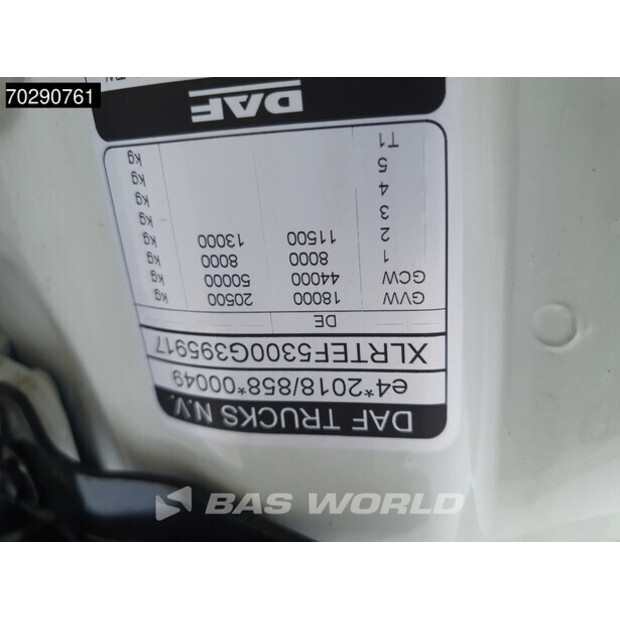 70290761
DAF TRUCKS N.V.
e4*2018/858*00049
XLRTEF5300G395917
DE
GVW 18000 20500 kg
GCW 44000 50000 kg
1 8000 8000 kg
2 11500 13000 kg
3 kg
4 kg
5 kg
T1 kg
DAF
BAS WORLD